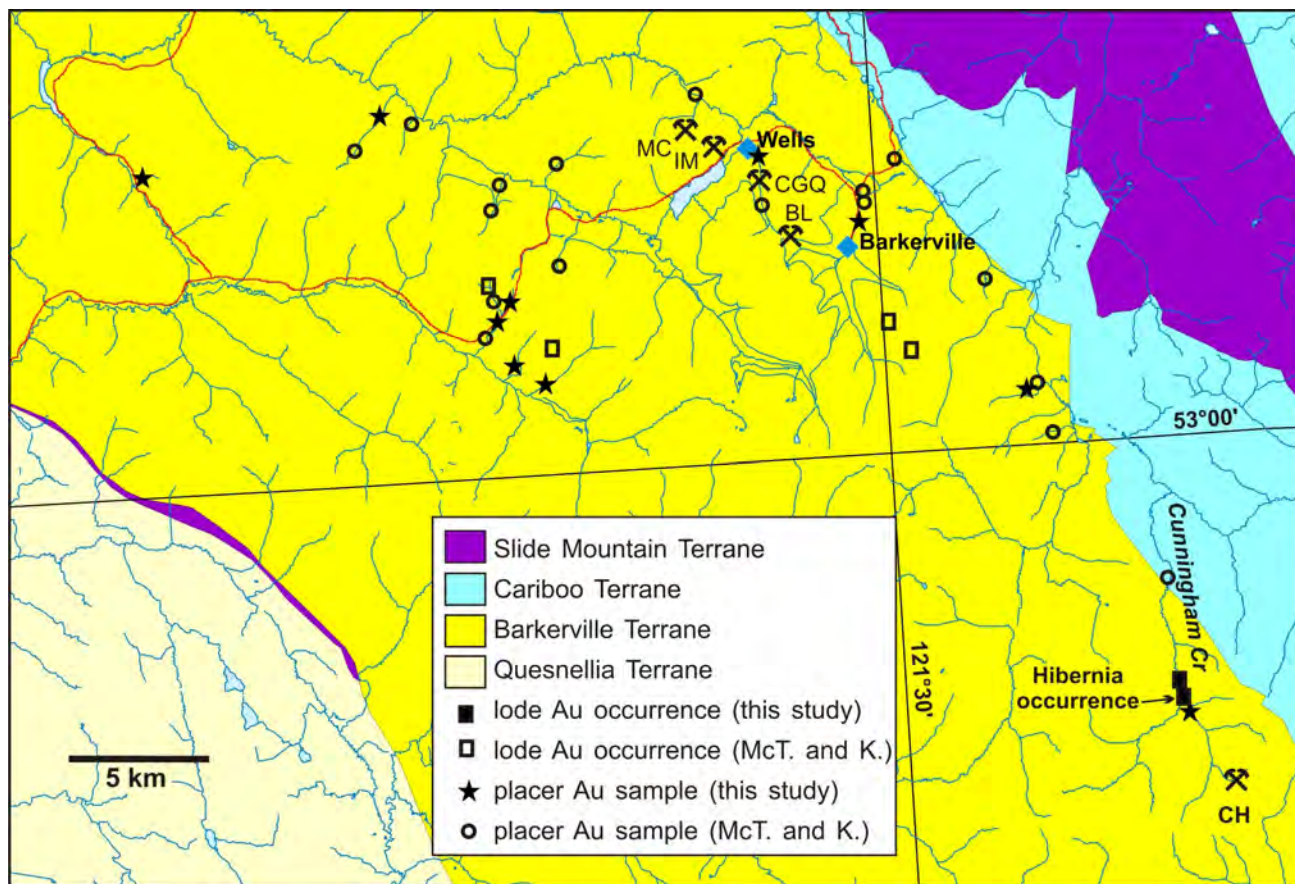 Wells
MC
IM
CGQ
BL
Barkerville
53°00'
Cunningham Cr
121°30'
Hibernia
occurrence
CH
5 km
Slide Mountain Terrane
Cariboo Terrane
Barkerville Terrane
Quesnellia Terrane
lode Au occurrence (this study)
lode Au occurrence (McT. and K.)
placer Au sample (this study)
placer Au sample (McT. and K.)